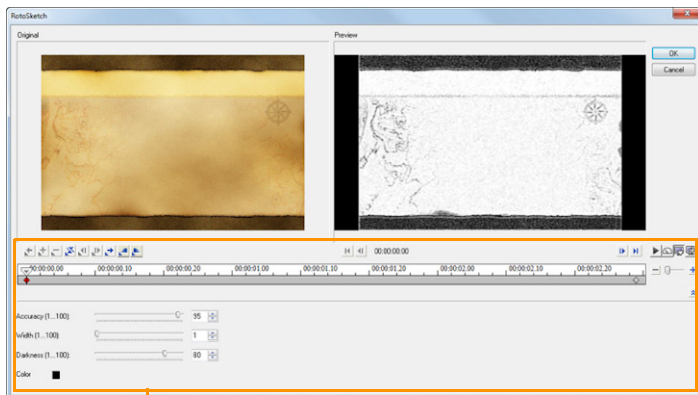 RotoSketch
Original
Preview
OK
Cancel
00:00:00.00
00:00:00.00 00:00:00.10 00:00:00.20 00:00:01.00 00:00:01.10 00:00:01.20 00:00:02.00 00:00:02.10 00:00:02.20
Accuracy (1...100): 95
Width (1...100): 1
Darkness (1...100): 80
Color